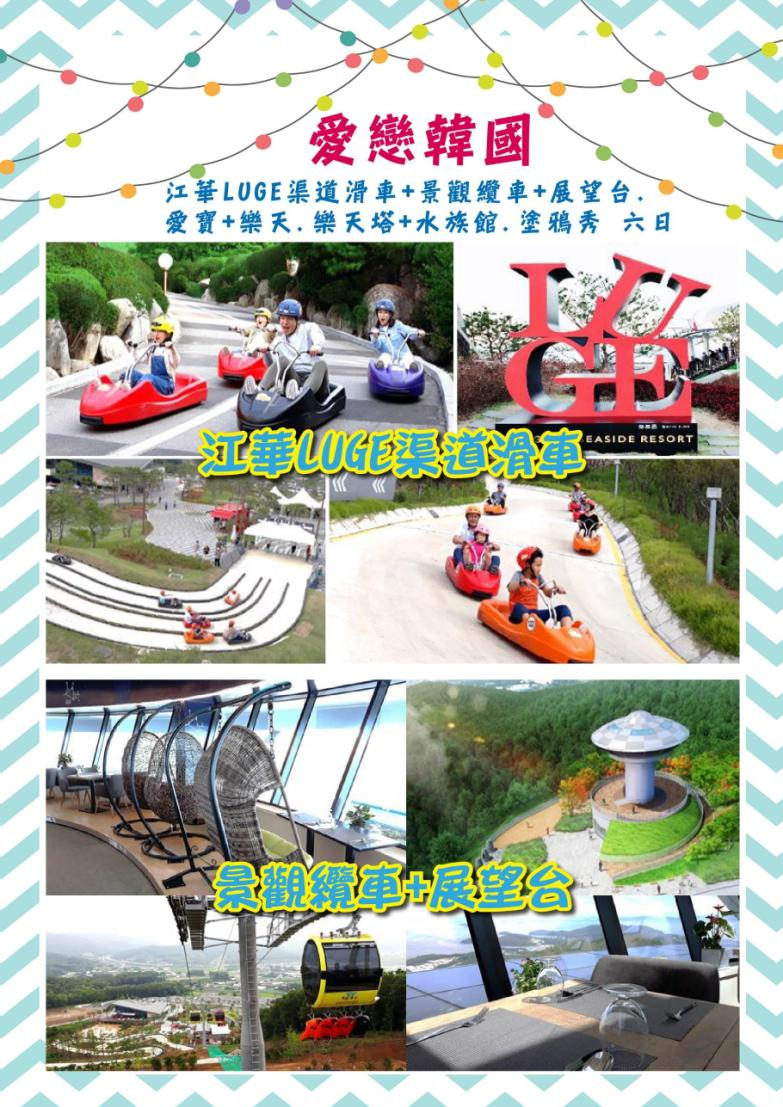 愛戀韓國
江華LUGE渠道滑車+景觀纜車+展望台.
愛寶+樂天.樂天塔+水族館.塗鴉秀 六日
LU
GE
EASIDE RESORT
江華LUGE渠道滑車
景觀纜車+展望台